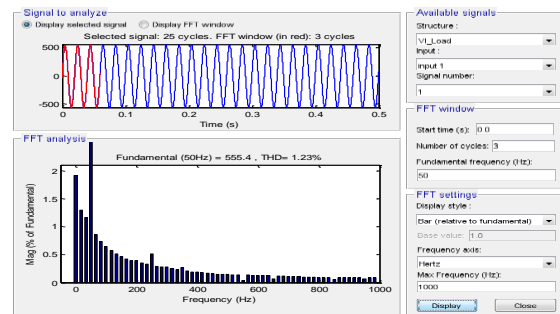 Signal to analyze
Display selected signal
Display FFT window
Selected signal: 25 cycles. FFT window (in red): 3 cycles
500
0
-500
0
0.1
0.2
0.3
0.4
0.5
Time (s)
FFT analysis
Fundamental (50Hz) = 555.4 , THD= 1.23%
Mag (% of Fundamental)
2
1.5
1
0.5
0
0
200
400
600
800
1000
Frequency (Hz)
Available signals
Structure :
VI_Load
Input :
input 1
Signal number:
1
FFT window
Start time (s): 0.0
Number of cycles: 3
Fundamental frequency (Hz):
50
FFT settings
Display style :
Bar (relative to fundamental)
Base value: 1.0
Frequency axis:
Hertz
Max Frequency (Hz):
1000
Display
Close